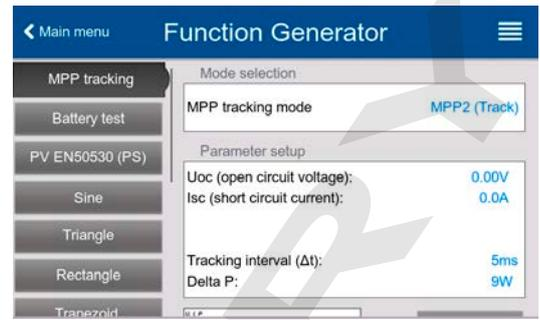 Main menu
Function Generator
MPP tracking
Battery test
PV EN50530 (PS)
Sine
Triangle
Rectangle
Trapezoid
Mode selection
MPP tracking mode MPP2 (Track)
Parameter setup
Uoc (open circuit voltage): 0.00V
Isc (short circuit current): 0.0A
Tracking interval (Δt): 5ms
Delta P: 9W